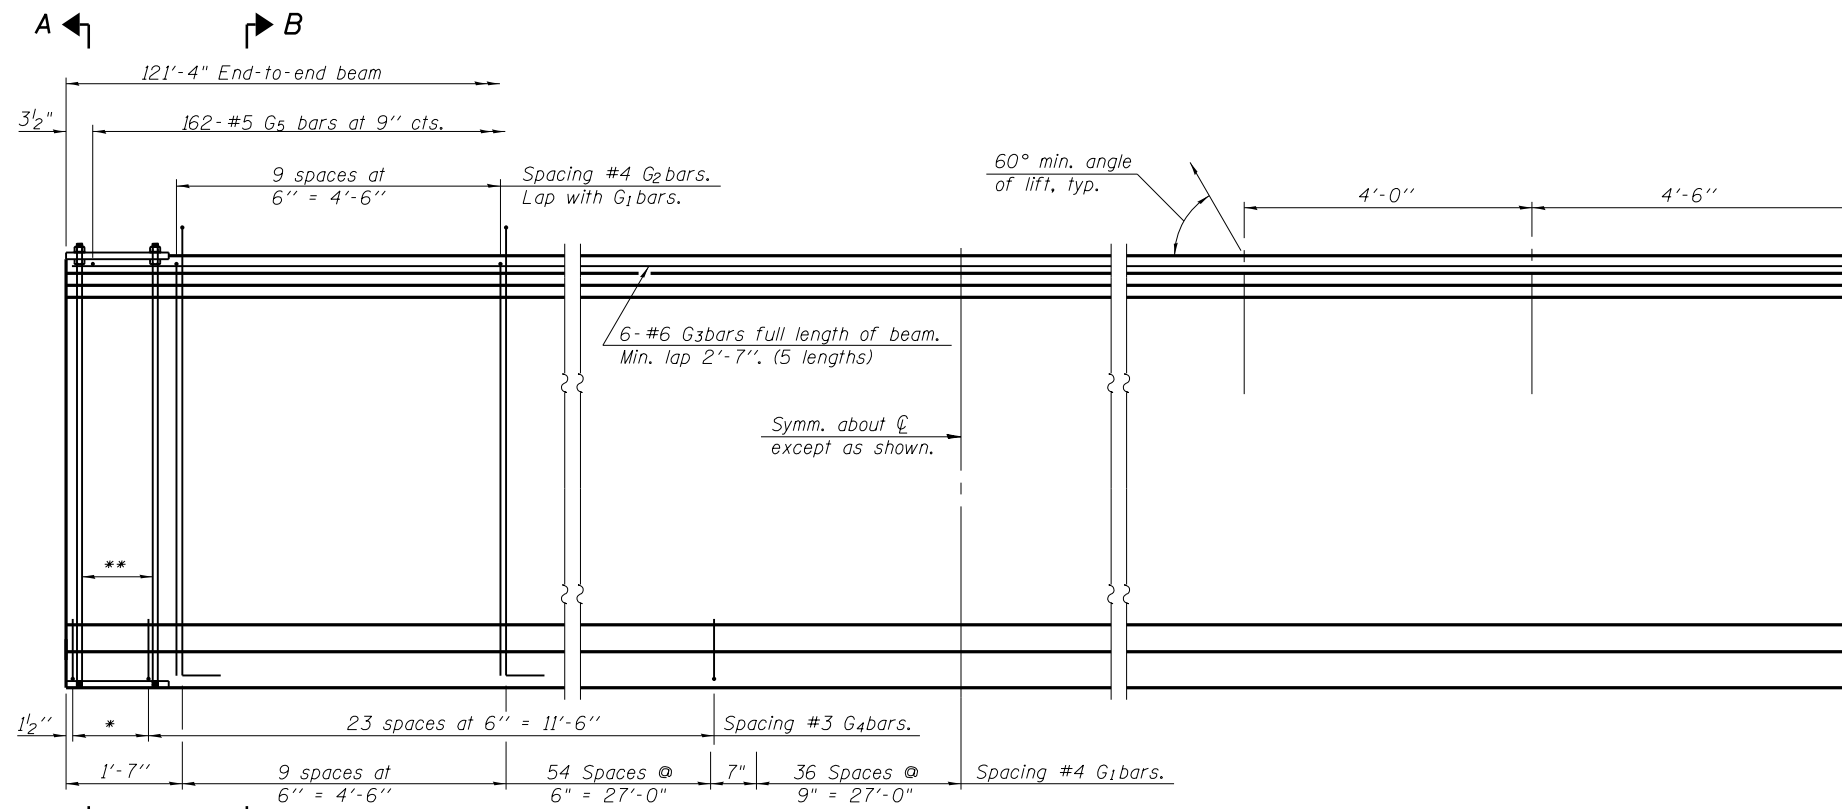 A B
121'-4" End-to-end beam
3½"
162-#5 G5 bars at 9'' cts.
9 spaces at
6'' = 4'-6''
Spacing #4 G2 bars.
Lap with G1 bars.
60° min. angle
of lift, typ.
4'-0''
4'-6''
6-#6 G3bars full length of beam.
Min. lap 2'-7''. (5 lengths)
Symm. about ℄
except as shown.
**
1½''
*
23 spaces at 6'' = 11'-6''
Spacing #3 G4bars.
1'-7''
9 spaces at
6'' = 4'-6''
54 Spaces @
6" = 27'-0"
7"
36 Spaces @
9" = 27'-0"
Spacing #4 G1bars.